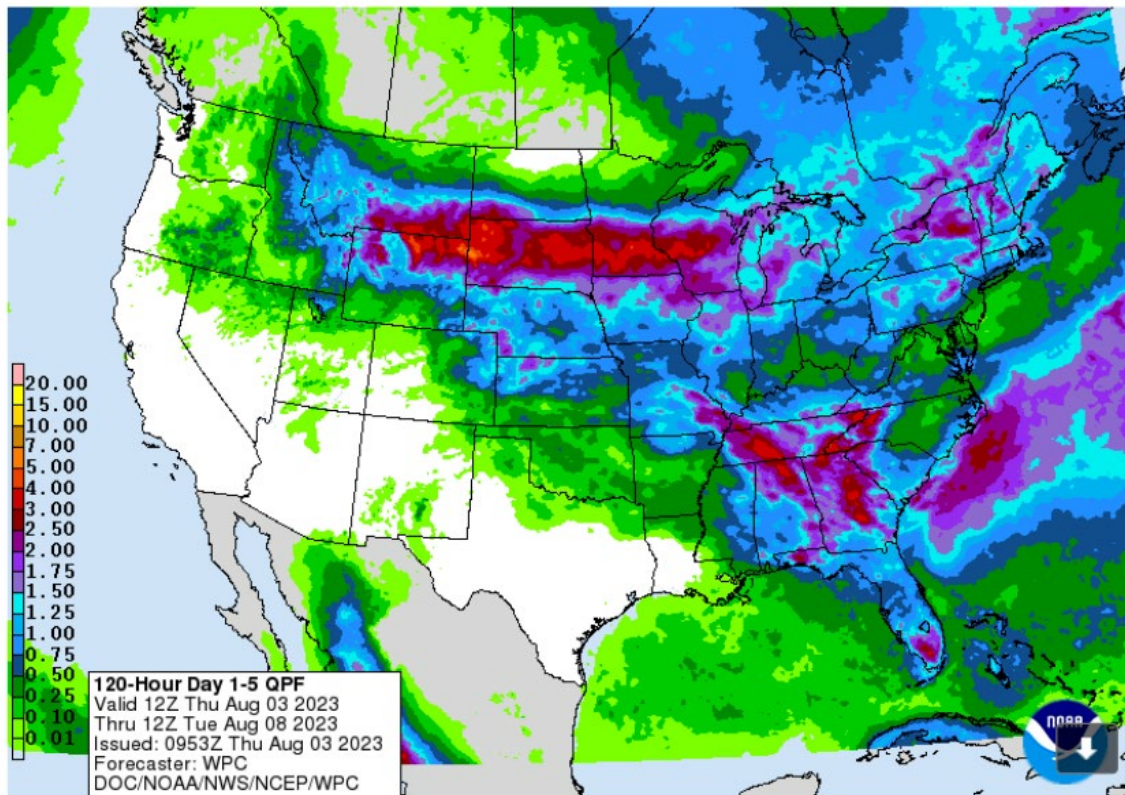 20.00
15.00
10.00
7.00
5.00
4.00
3.00
2.50
2.00
1.75
1.50
1.25
1.00
0.75
0.50
0.25
0.10
0.01
120-Hour Day 1-5 QPF
Valid 12Z Thu Aug 03 2023
Thru 12Z Tue Aug 08 2023
Issued: 0953Z Thu Aug 03 2023
Forecaster: WPC
DOC/NOAA/NWS/NCEP/WPC
noaa